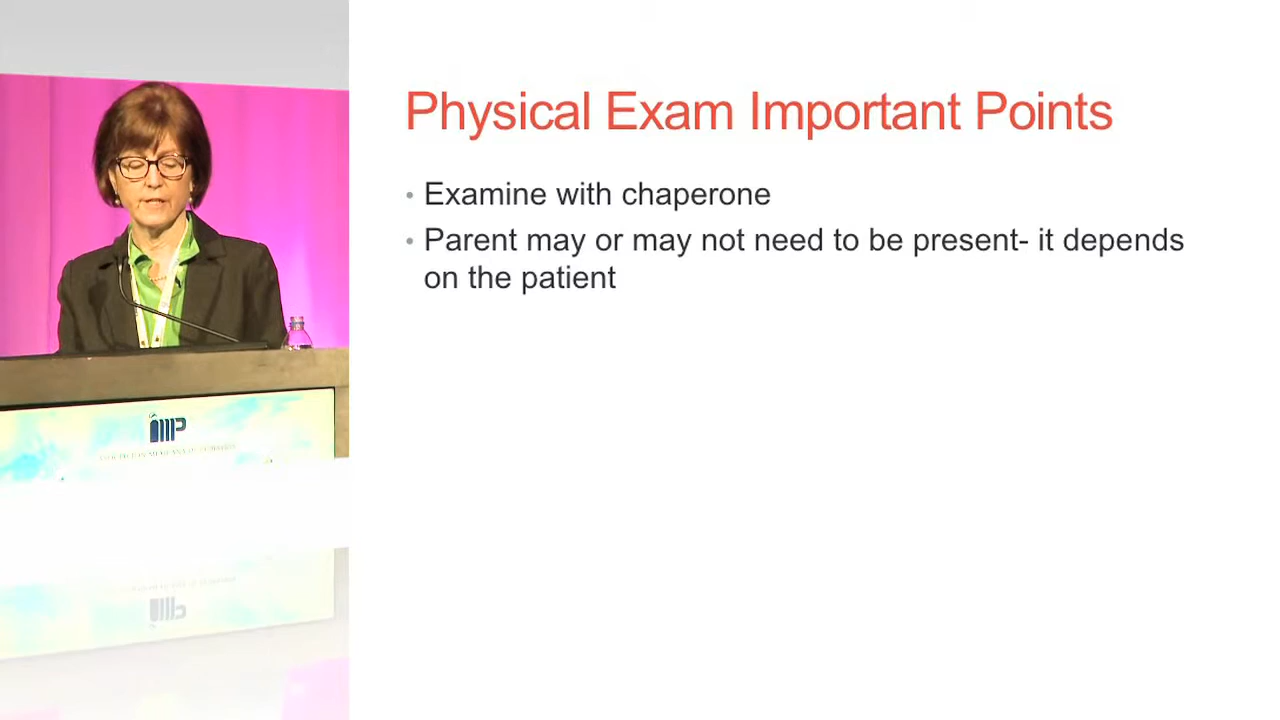 Physical Exam Important Points
• Examine with chaperone
• Parent may or may not need to be present- it depends
on the patient